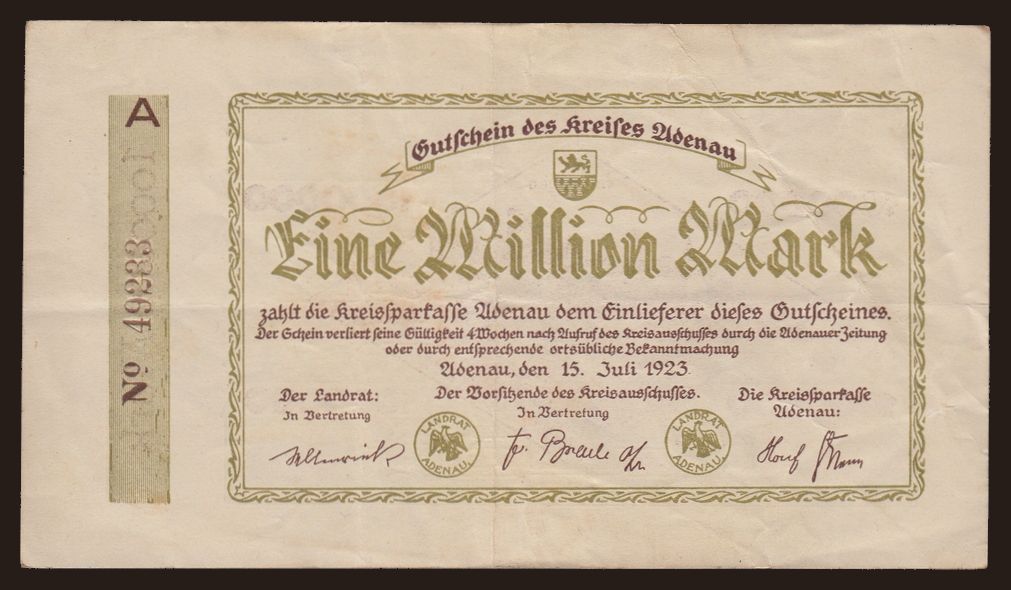 A
№ 49233
Gutschein des Kreises Adenau
Eine Million Mark
zahlt die Kreissparkasse Adenau dem Einlieferer dieses Gutscheines.
Der Schein verliert seine Gültigkeit 4 Wochen nach Aufruf des Kreisausschusses durch die Adenauer Zeitung
oder durch entsprechende ortsübliche Bekanntmachung
Adenau, den 15. Juli 1923.
Der Landrat:
In Vertretung
Der Vorsitzende des Kreisausschusses.
In Vertretung
Die Kreissparkasse
Adenau:
LANDRAT
ADENAU.
LANDRAT
ADENAU.